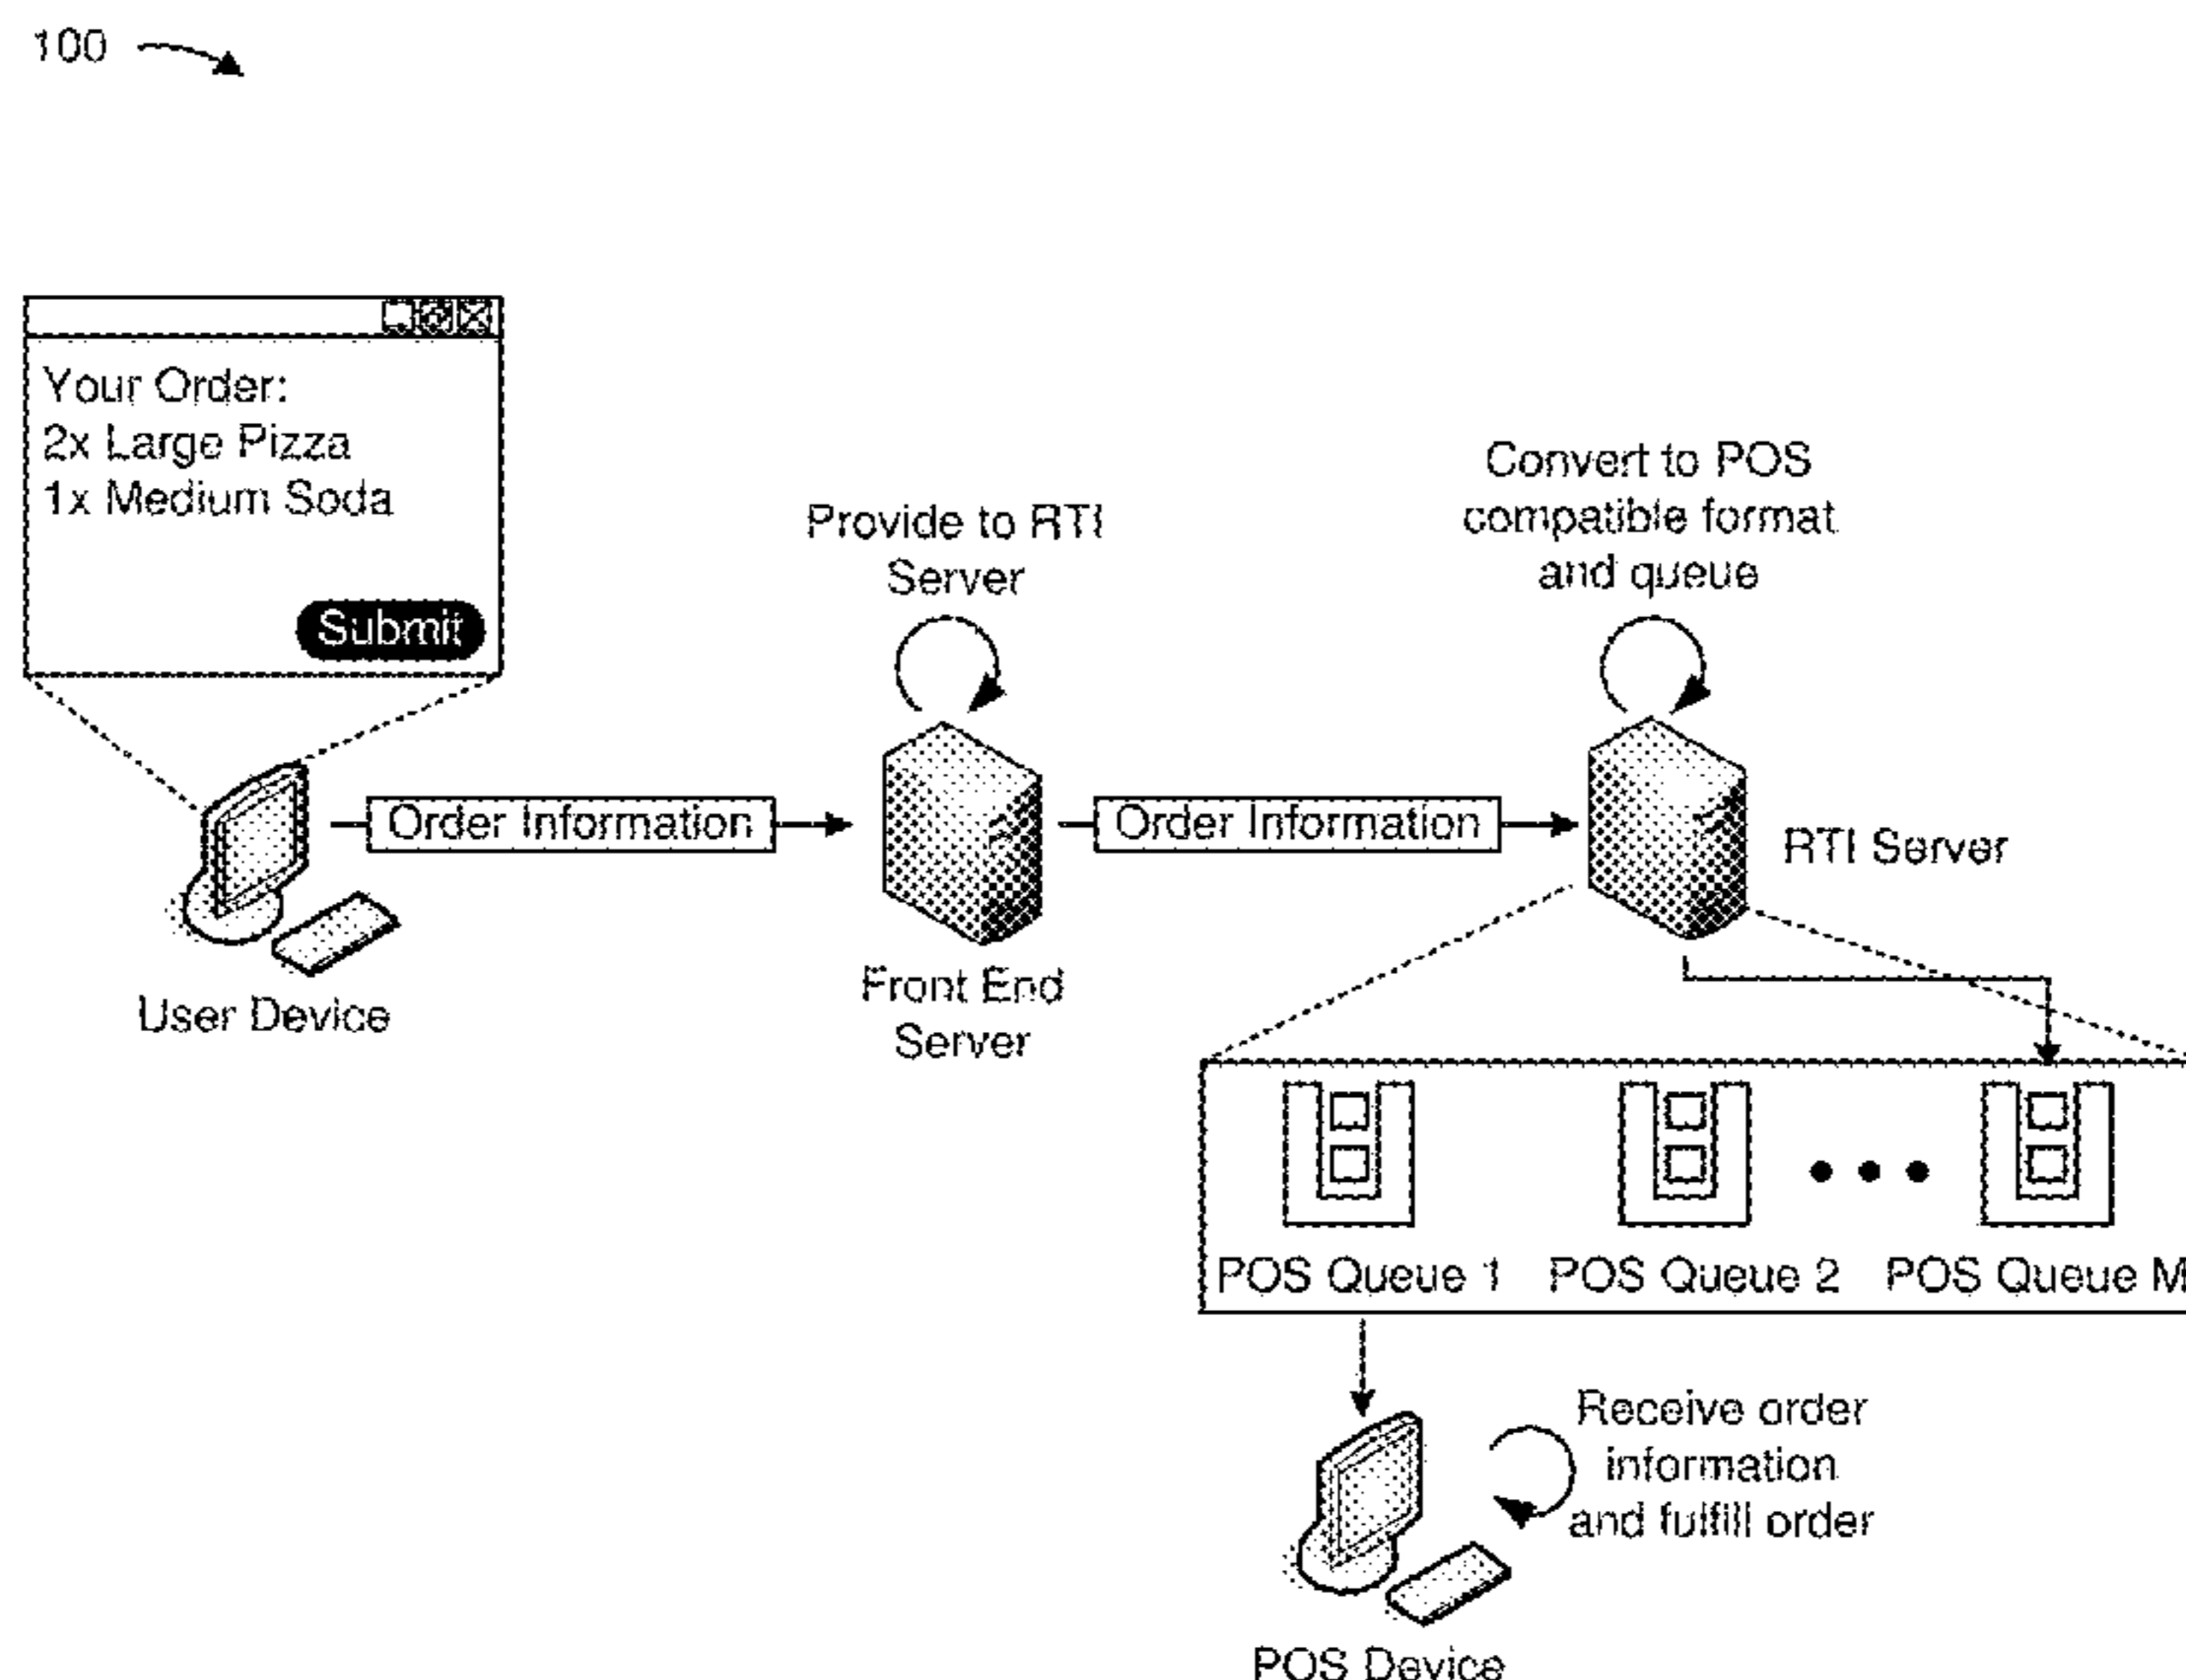 100
Your Order:
2x Large Pizza
1x Medium Soda
Submit
Provide to RTI
Server
Convert to POS
compatible format
and queue
Order Information
Order Information
RTI Server
User Device
Front End
Server
POS Queue 1
POS Queue 2
POS Queue M
Receive order
information
and fulfill order
POS Device